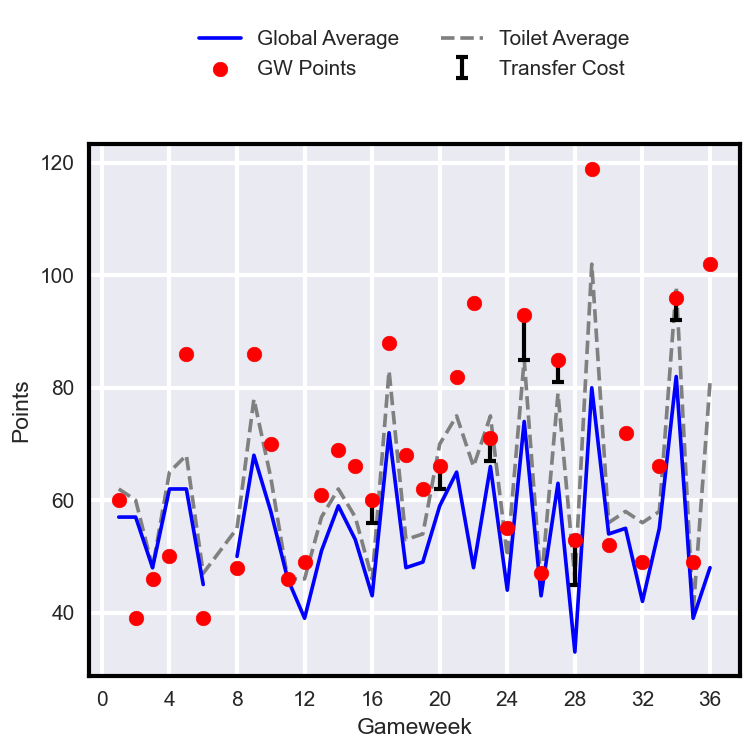 Global Average Toilet Average
GW Points Transfer Cost
120
100
80
60
40
Points
0 4 8 12 16 20 24 28 32 36
Gameweek